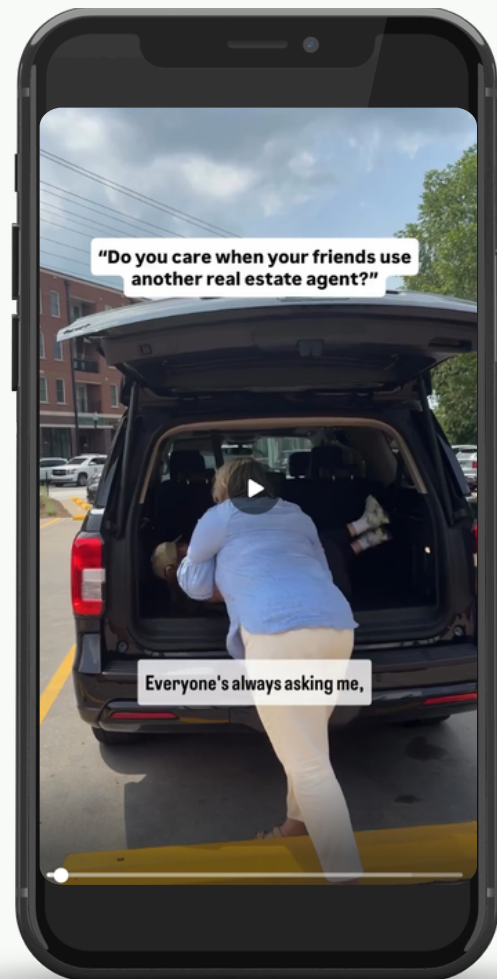 “Do you care when your friends use
another real estate agent?”
Everyone's always asking me,